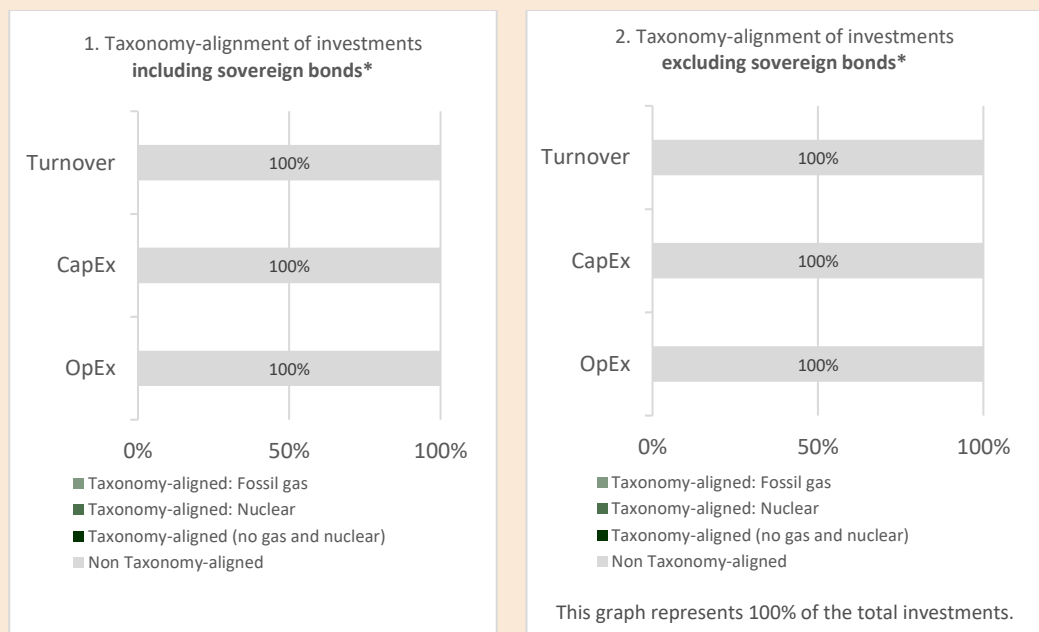 1. Taxonomy-alignment of investments
including sovereign bonds*
Turnover
100%
CapEx
100%
OpEx
100%
0%
50%
100%
Taxonomy-aligned: Fossil gas
Taxonomy-aligned: Nuclear
Taxonomy-aligned (no gas and nuclear)
Non Taxonomy-aligned
2. Taxonomy-alignment of investments
excluding sovereign bonds*
Turnover
100%
CapEx
100%
OpEx
100%
0%
50%
100%
Taxonomy-aligned: Fossil gas
Taxonomy-aligned: Nuclear
Taxonomy-aligned (no gas and nuclear)
Non Taxonomy-aligned
This graph represents 100% of the total investments.